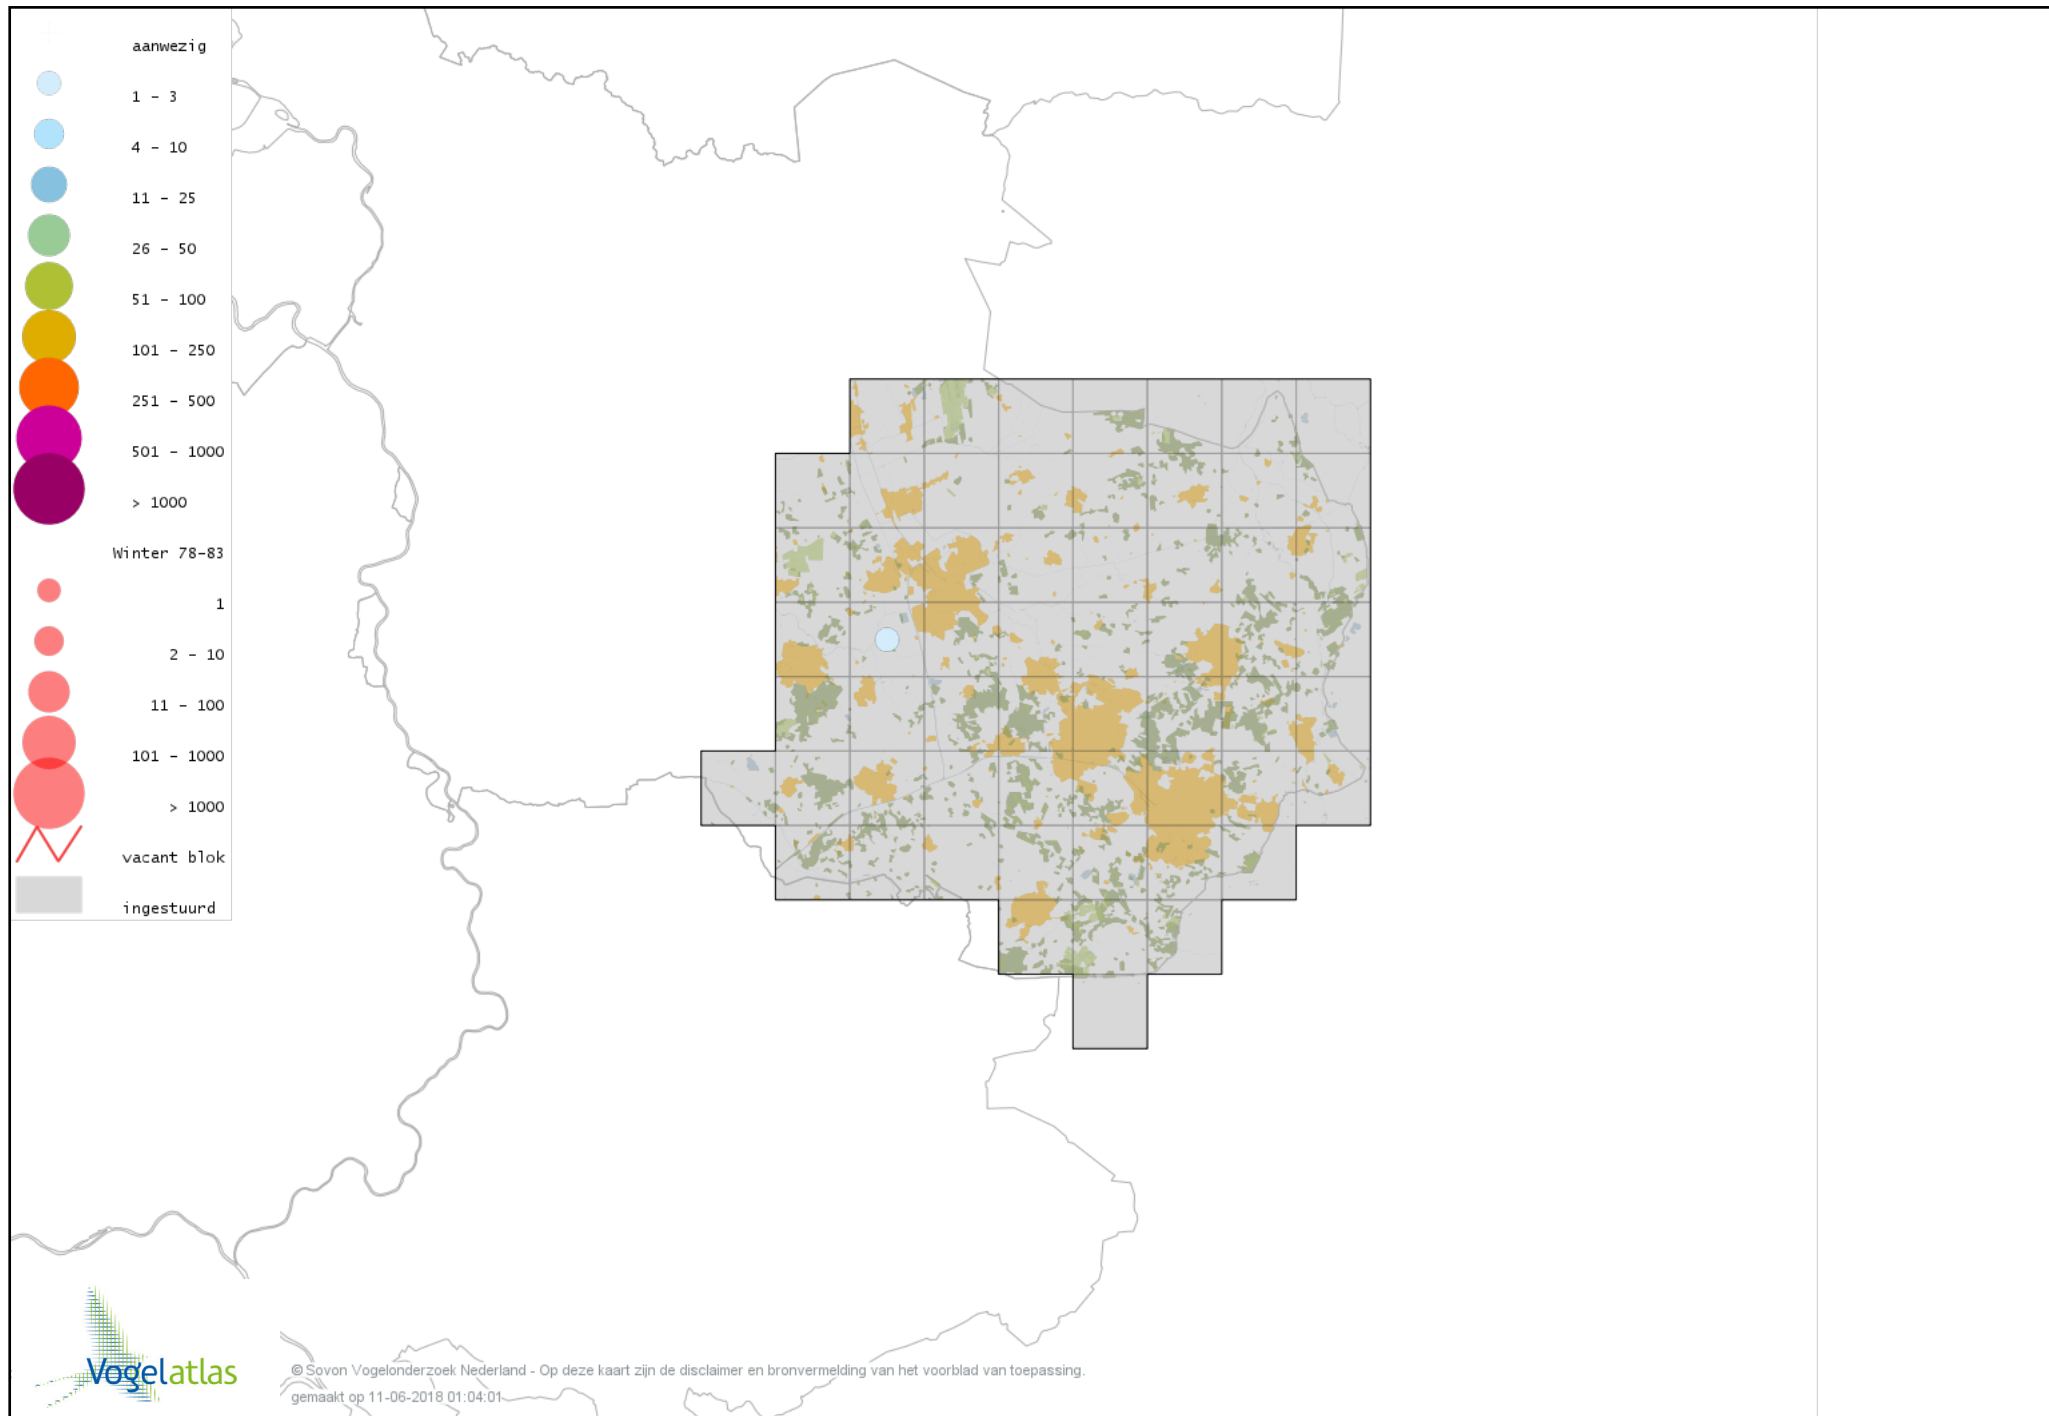 aanwezig
1 - 3
4 - 10
11 - 25
26 - 50
51 - 100
101 - 250
251 - 500
501 - 1000
> 1000
Winter 78-83
1
2 - 10
11 - 100
101 - 1000
> 1000
vacant blok
ingestuurd
Vogelatlas
© Sovon Vogelonderzoek Nederland - Op deze kaart zijn de disclaimer en bronvermelding van het voorblad van toepassing.
gemaakt op 11-06-2018 01:04:01